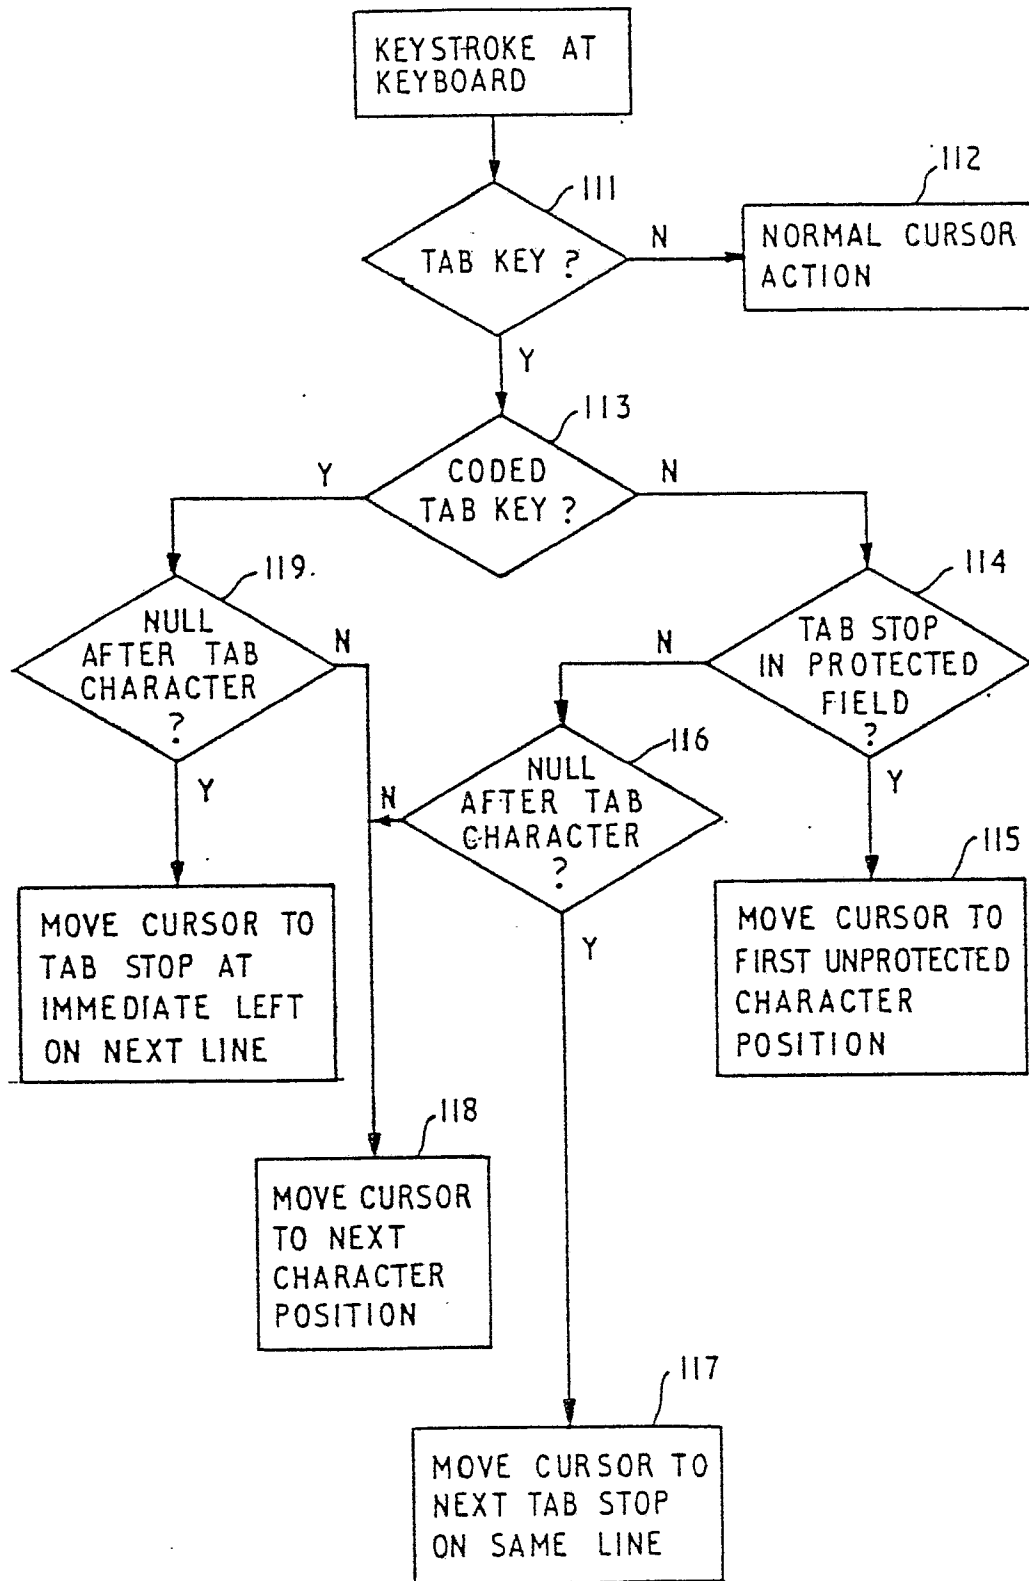 KEYSTROKE AT
KEYBOARD
111
TAB KEY ?
N
112
NORMAL CURSOR
ACTION
Y
113
CODED
TAB KEY ?
Y
N
119.
NULL
AFTER TAB
CHARACTER
?
N
Y
114
TAB STOP
IN PROTECTED
FIELD
?
N
Y
116
NULL
AFTER TAB
CHARACTER
?
N
Y
115
MOVE CURSOR TO
FIRST UNPROTECTED
CHARACTER
POSITION
MOVE CURSOR TO
TAB STOP AT
IMMEDIATE LEFT
ON NEXT LINE
118
MOVE CURSOR
TO NEXT
CHARACTER
POSITION
117
MOVE CURSOR TO
NEXT TAB STOP
ON SAME LINE